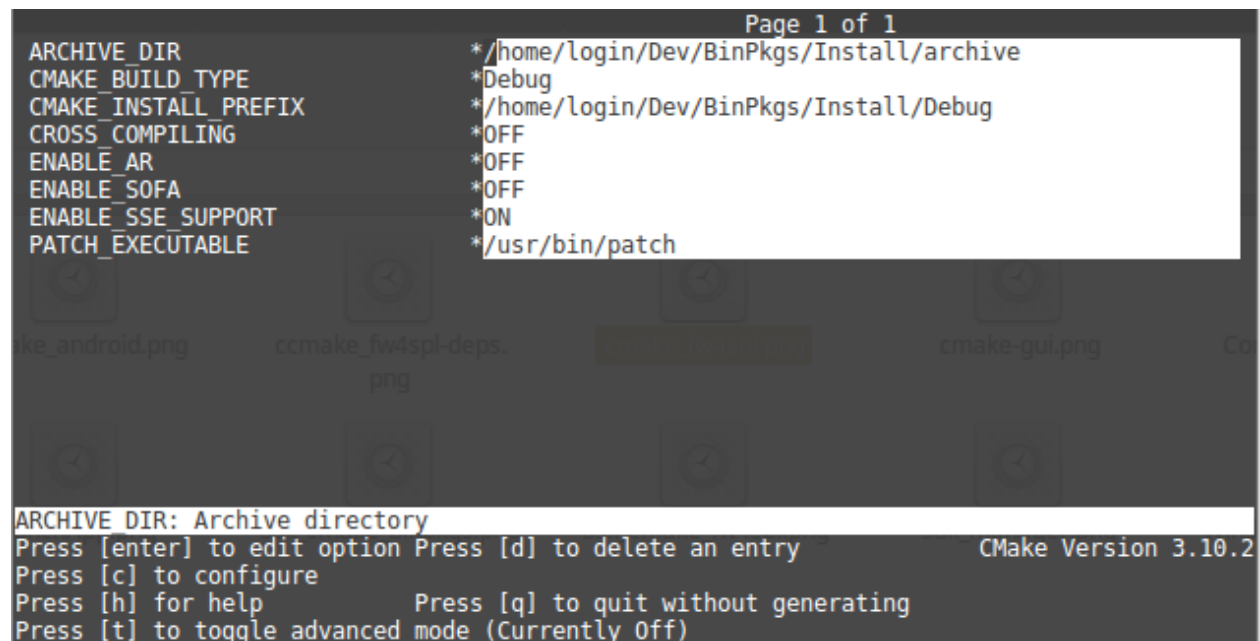 Page 1 of 1
ARCHIVE_DIR */home/login/Dev/BinPkgs/Install/archive
CMAKE_BUILD_TYPE *Debug
CMAKE_INSTALL_PREFIX */home/login/Dev/BinPkgs/Install/Debug
CROSS_COMPILING *OFF
ENABLE_AR *OFF
ENABLE_SOFA *OFF
ENABLE_SSE_SUPPORT *ON
PATCH_EXECUTABLE */usr/bin/patch
ake_android.png ccmake_fw4spl-deps. cmake-gui.png
png
ARCHIVE_DIR: Archive directory
Press [enter] to edit option Press [d] to delete an entry CMake Version 3.10.2
Press [c] to configure
Press [h] for help Press [q] to quit without generating
Press [t] to toggle advanced mode (Currently Off)